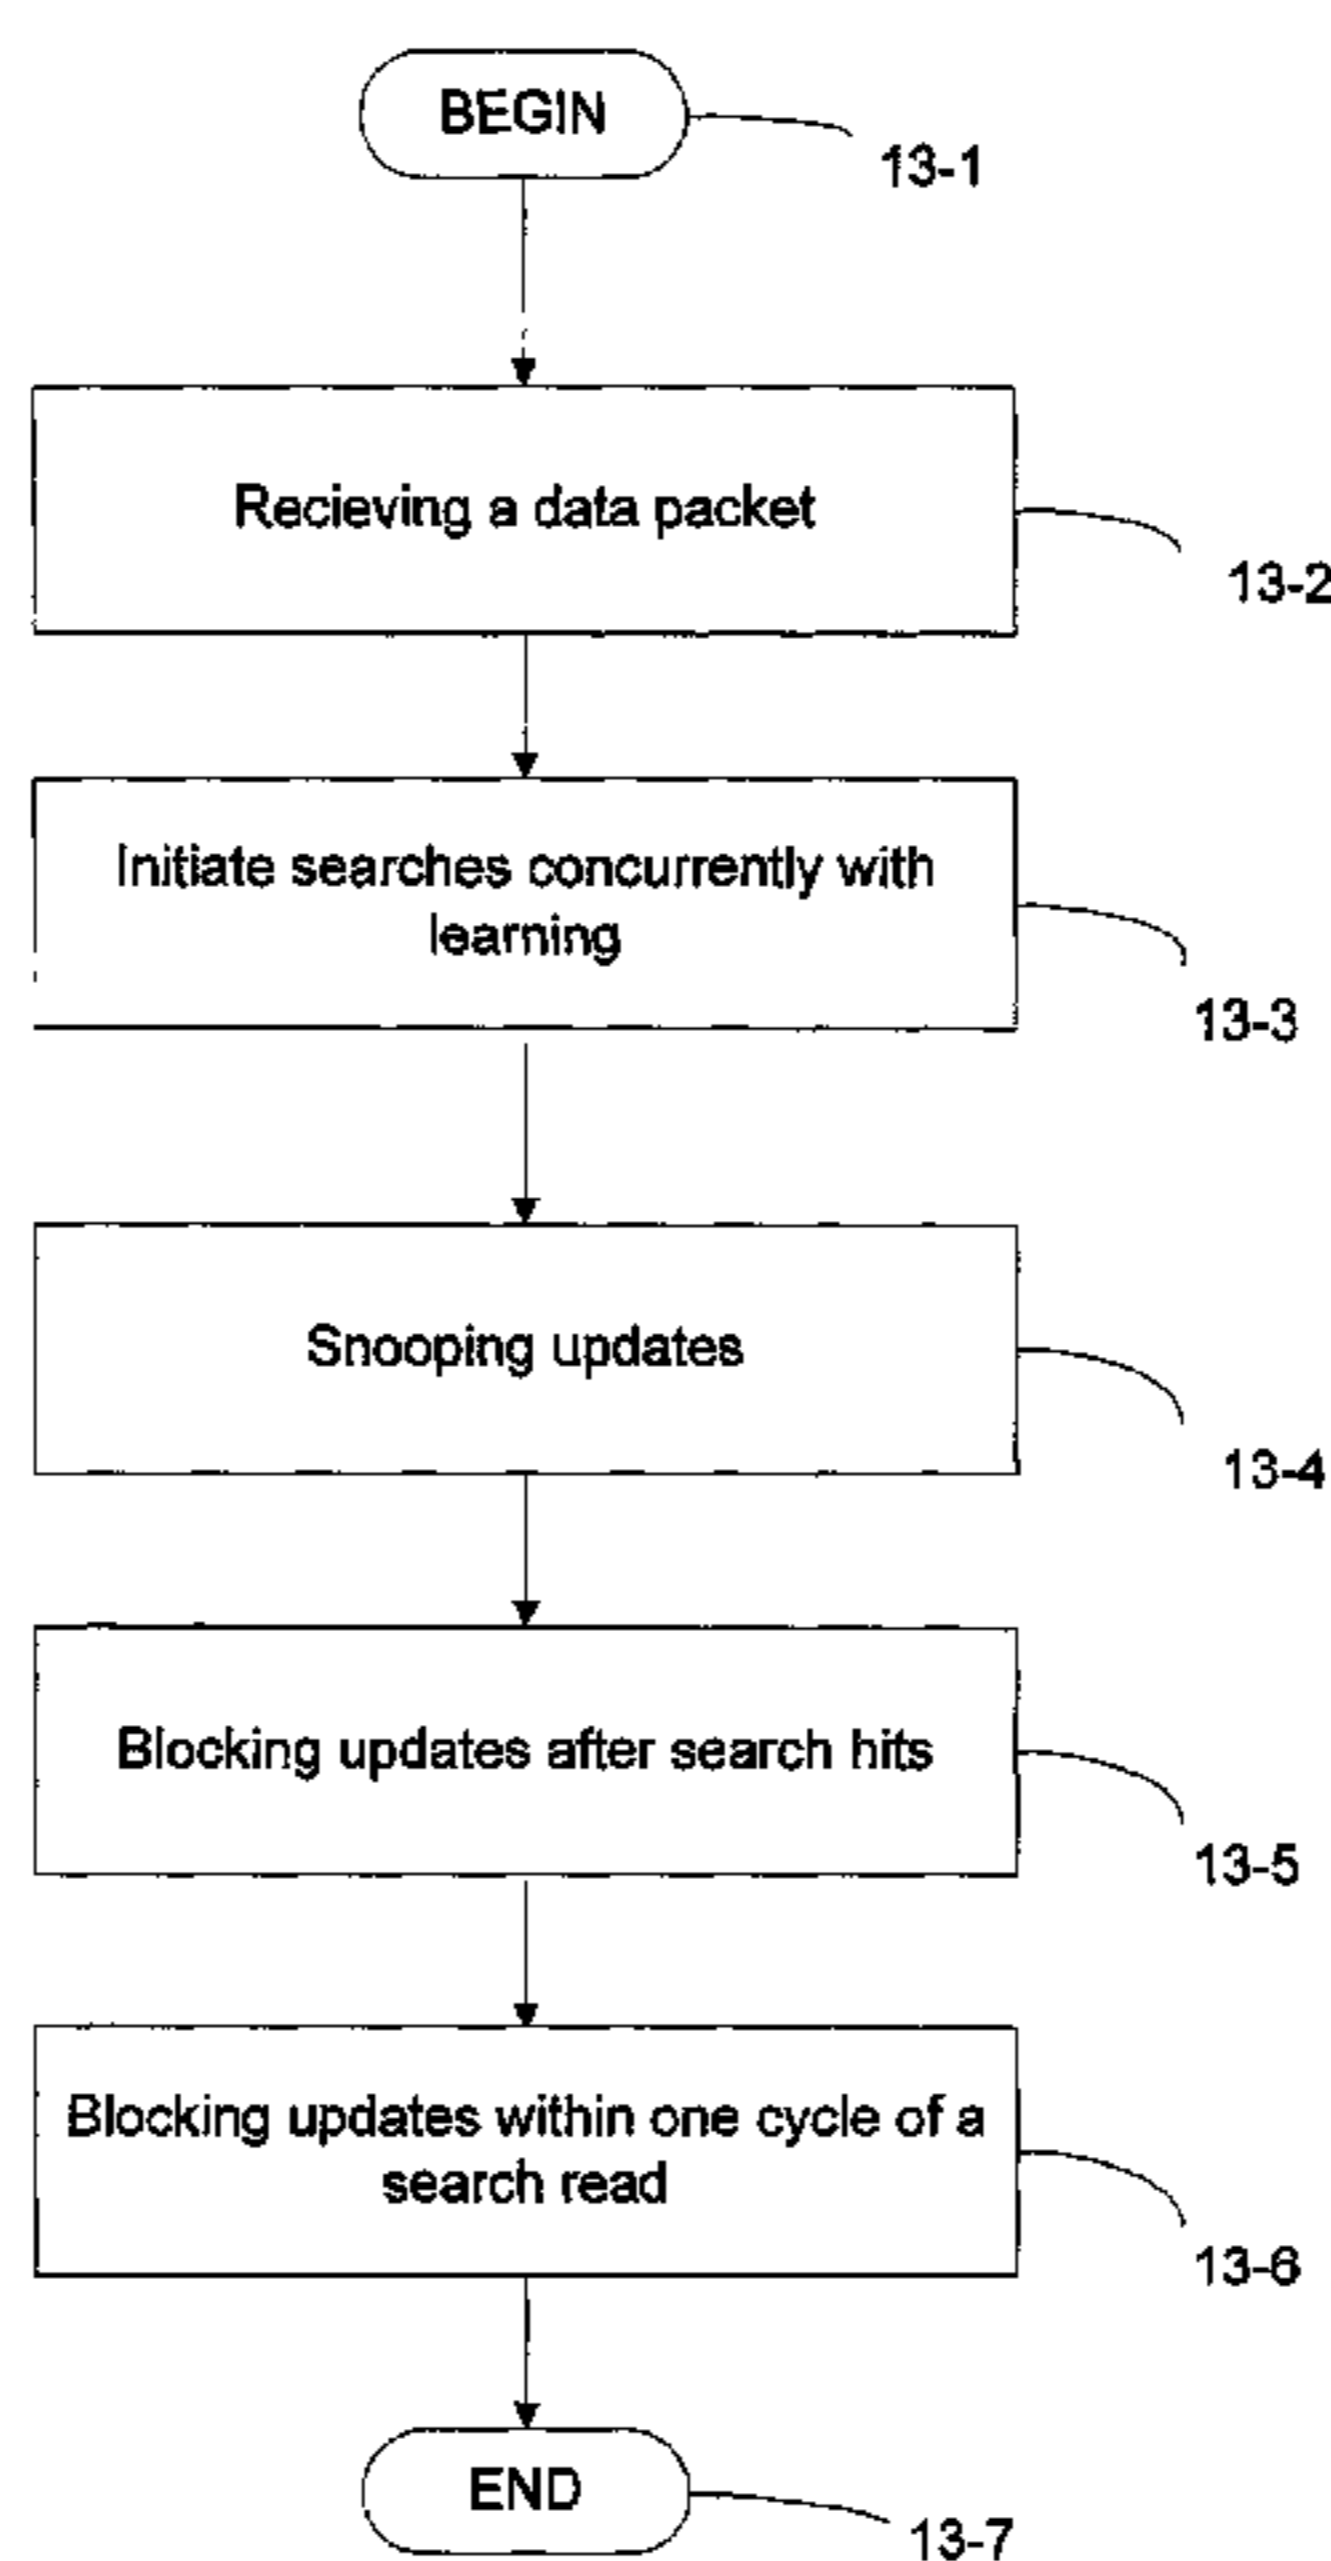 BEGIN
13-1
Recieving a data packet
13-2
Initiate searches concurrently with
learning
13-3
Snooping updates
13-4
Blocking updates after search hits
13-5
Blocking updates within one cycle of a
search read
13-6
END
13-7